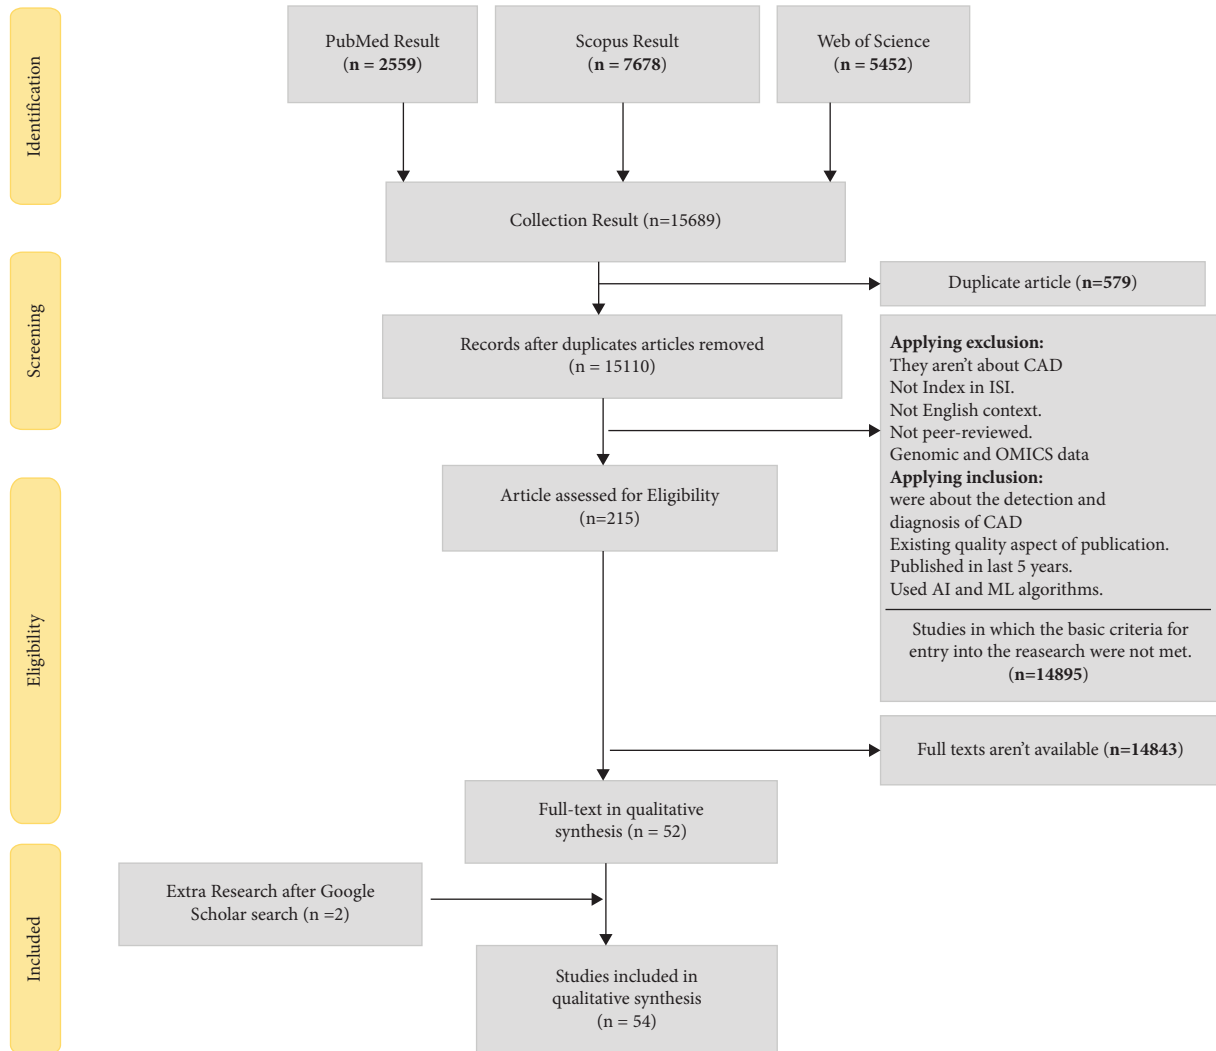 Identification
PubMed Result
(n = 2559)
Scopus Result
(n = 7678)
Web of Science
(n = 5452)
Collection Result (n=15689)
Screening
Duplicate article (n=579)
Records after duplicates articles removed
(n = 15110)
Applying exclusion:
They aren't about CAD
Not Index in ISI.
Not English context.
Not peer-reviewed.
Genomic and OMICS data
Applying inclusion:
were about the detection and
diagnosis of CAD
Existing quality aspect of publication.
Published in last 5 years.
Used AI and ML algorithms.
Studies in which the basic criteria for
entry into the reasearch were not met.
(n=14895)
Eligibility
Article assessed for Eligibility
(n=215)
Full texts aren't available (n=14843)
Full-text in qualitative
synthesis (n = 52)
Included
Extra Research after Google
Scholar search (n =2)
Studies included in
qualitative synthesis
(n = 54)